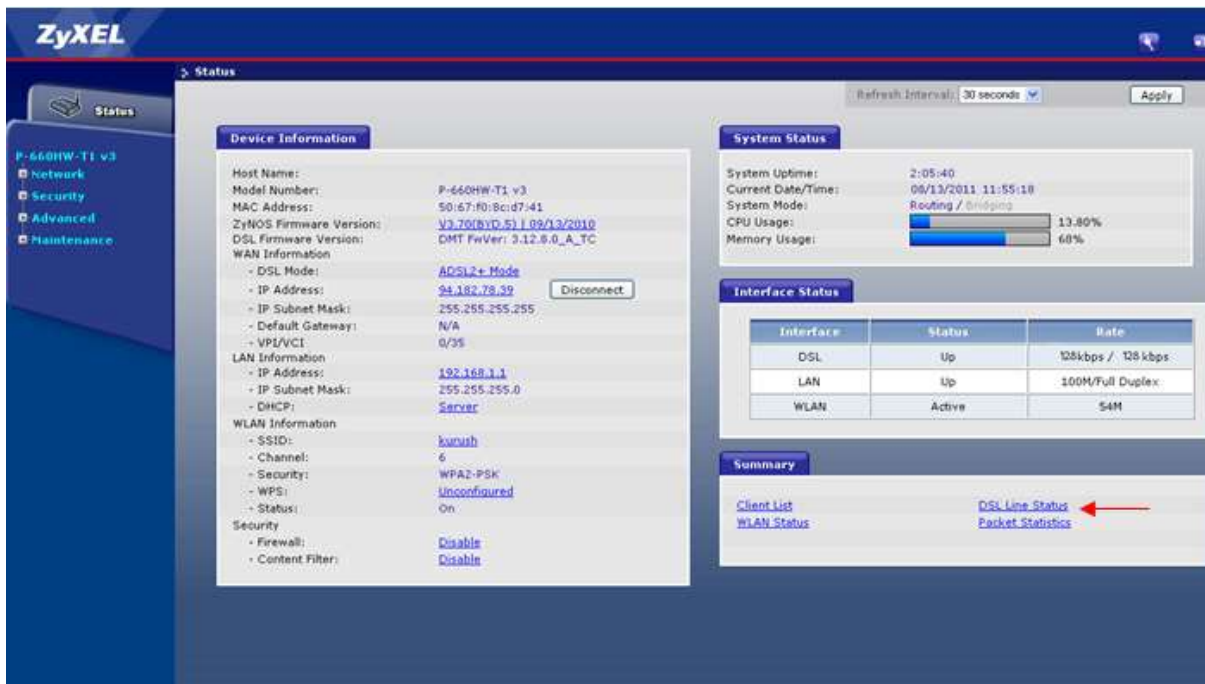 ZyXEL
Status
Status
Refresh Interval: 30 seconds
Apply
P-660HW-T1 v3
Network
Security
Advanced
Maintenance
Device Information
Host Name:
Model Number: P-660HW-T1 v3
MAC Address: 50:67:f0:8c:d7:41
ZyNOS Firmware Version: V3.70(BYD.5) | 09/13/2010
DSL Firmware Version: DMT FwVer: 3.12.8.0_A_TC
WAN Information
- DSL Mode: ADSL2+ Mode
- IP Address: 94.182.78.39 Disconnect
- IP Subnet Mask: 255.255.255.255
- Default Gateway: N/A
- VPI/VCI 0/35
LAN Information
- IP Address: 192.168.1.1
- IP Subnet Mask: 255.255.255.0
- DHCP: Server
WLAN Information
- SSID: kurush
- Channel: 6
- Security: WPA2-PSK
- WPS: Unconfigured
- Status: On
Security
- Firewall: Disable
- Content Filter: Disable
System Status
System Uptime: 2:05:40
Current Date/Time: 08/13/2011 11:55:18
System Mode: Routing / Bridging
CPU Usage: 13.80%
Memory Usage: 68%
Interface Status
Interface Status Rate
DSL Up 128kbps / 128 kbps
LAN Up 100M/Full Duplex
WLAN Active 54M
Summary
Client List DSL Line Status
WLAN Status Packet Statistics